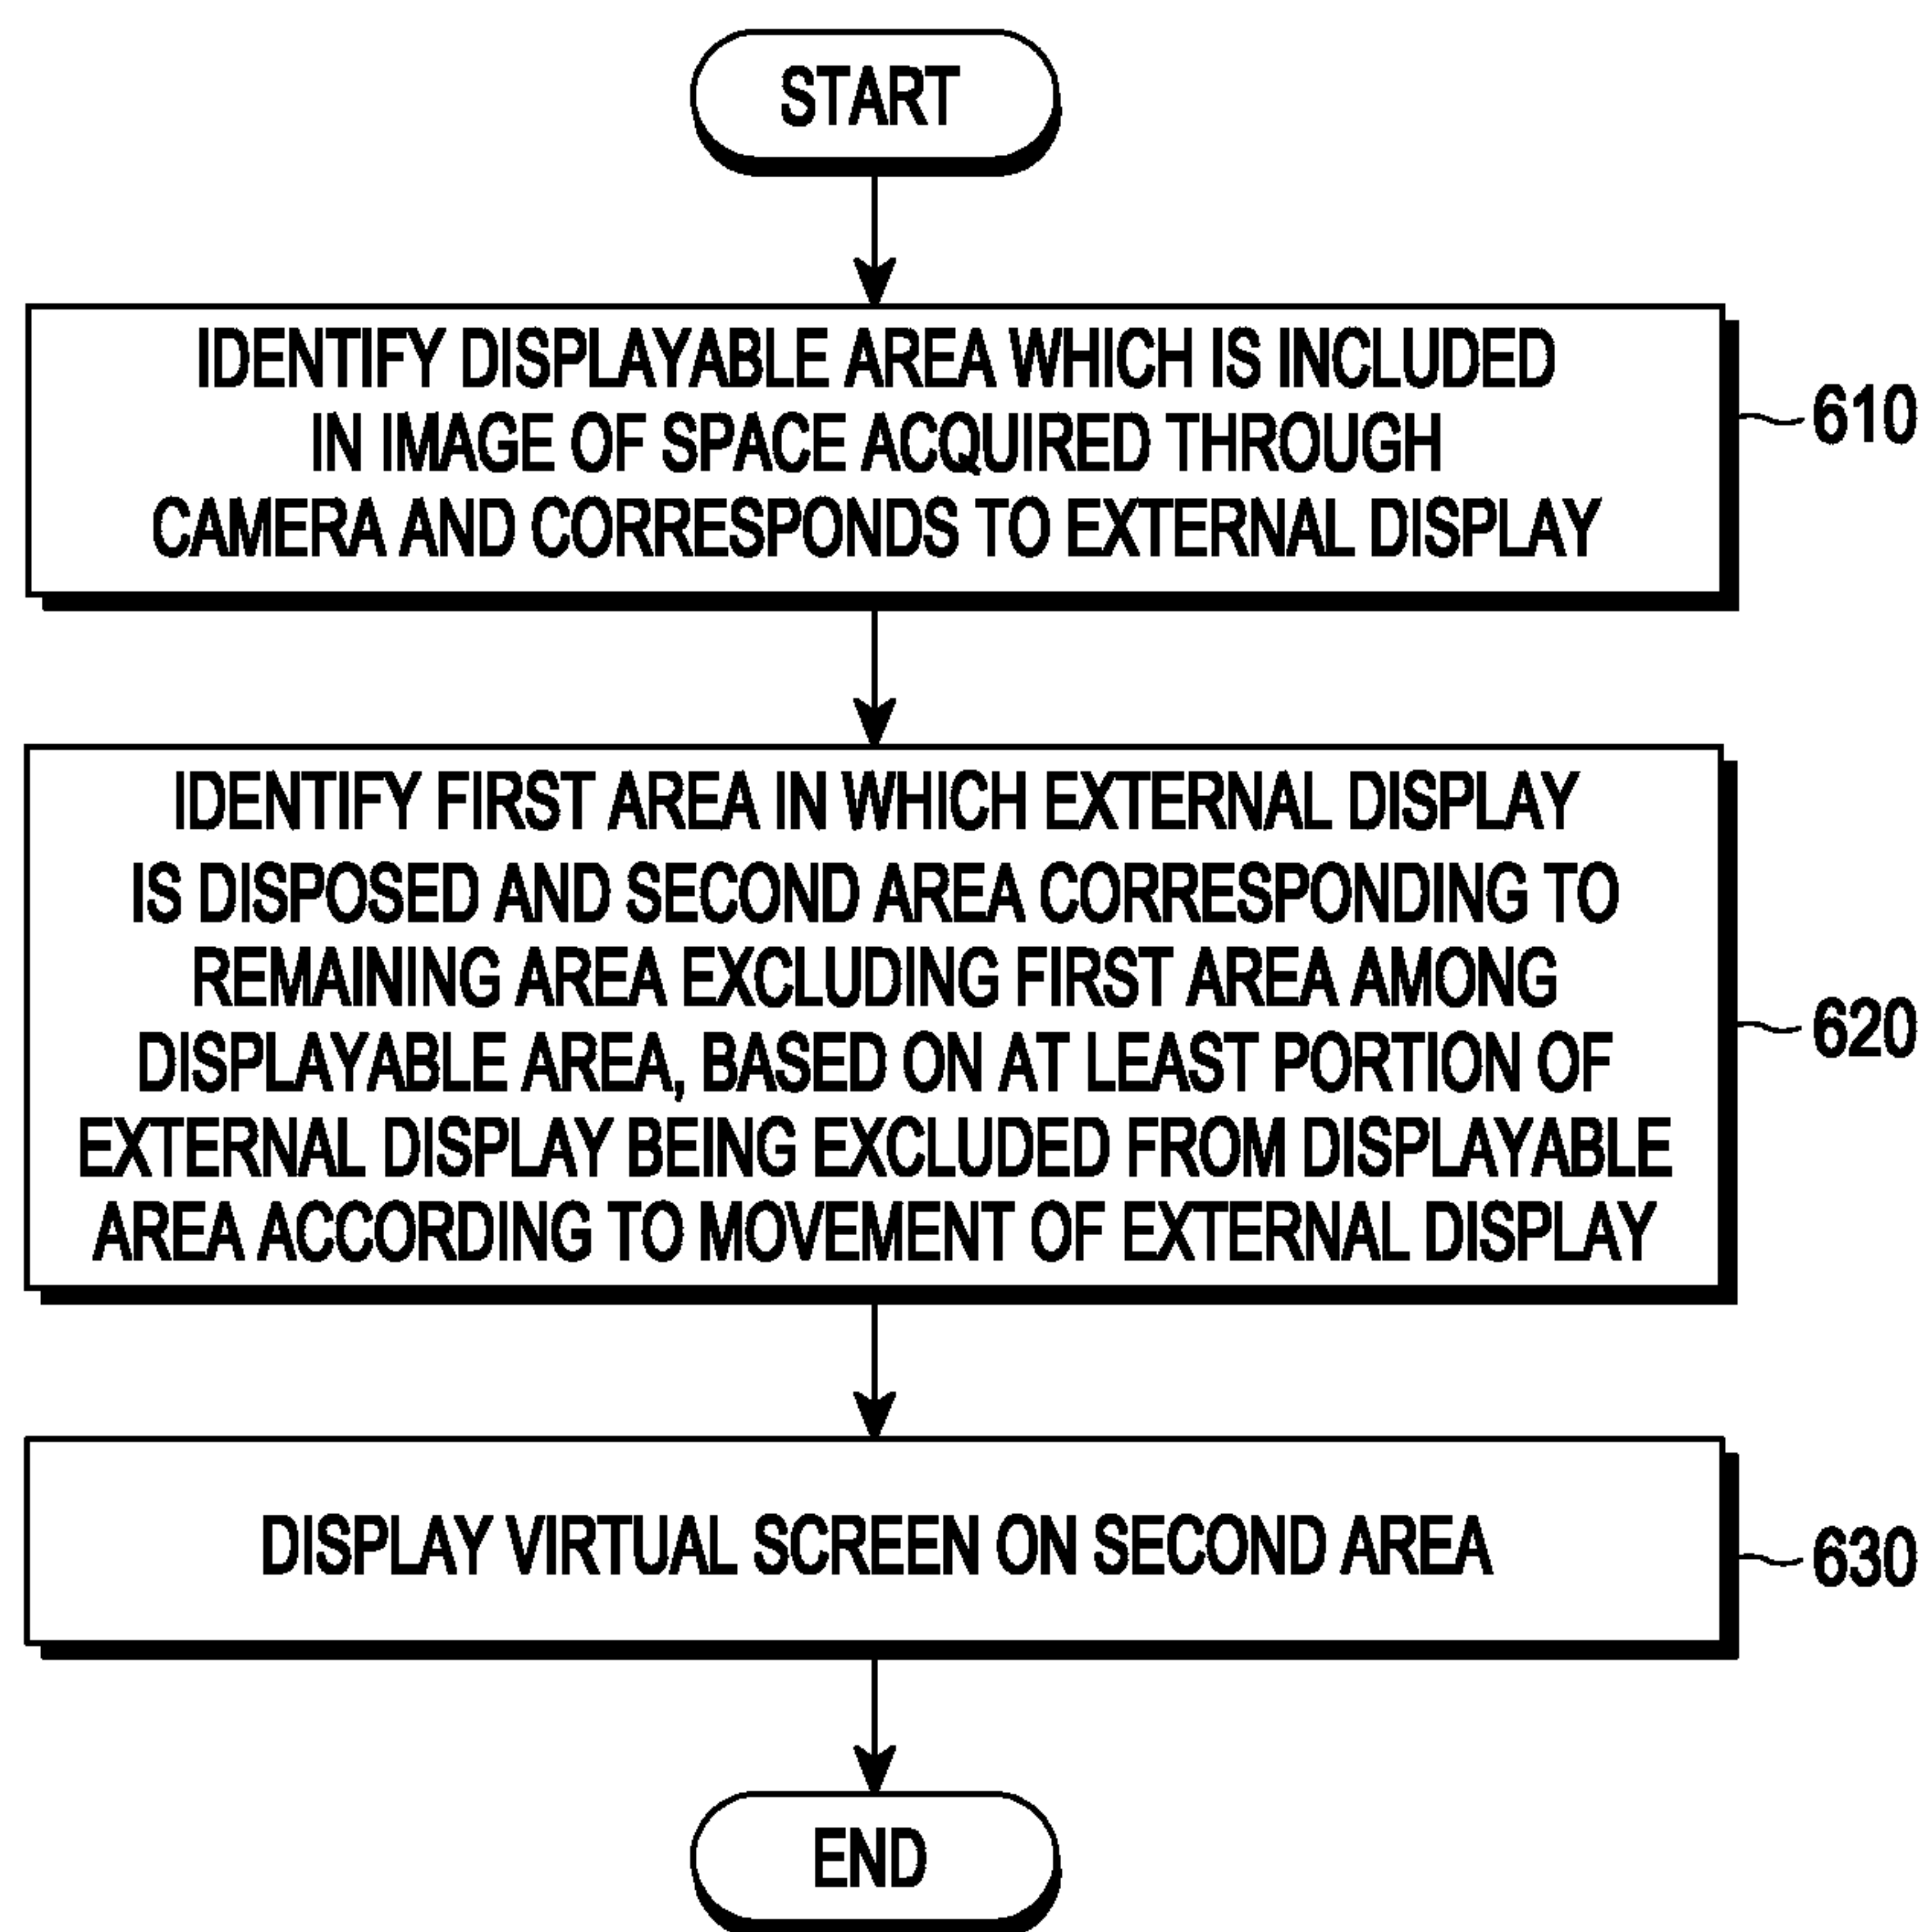 START
IDENTIFY DISPLAYABLE AREA WHICH IS INCLUDED
IN IMAGE OF SPACE ACQUIRED THROUGH
CAMERA AND CORRESPONDS TO EXTERNAL DISPLAY
610
IDENTIFY FIRST AREA IN WHICH EXTERNAL DISPLAY
IS DISPOSED AND SECOND AREA CORRESPONDING TO
REMAINING AREA EXCLUDING FIRST AREA AMONG
DISPLAYABLE AREA, BASED ON AT LEAST PORTION OF
EXTERNAL DISPLAY BEING EXCLUDED FROM DISPLAYABLE
AREA ACCORDING TO MOVEMENT OF EXTERNAL DISPLAY
620
DISPLAY VIRTUAL SCREEN ON SECOND AREA
630
END